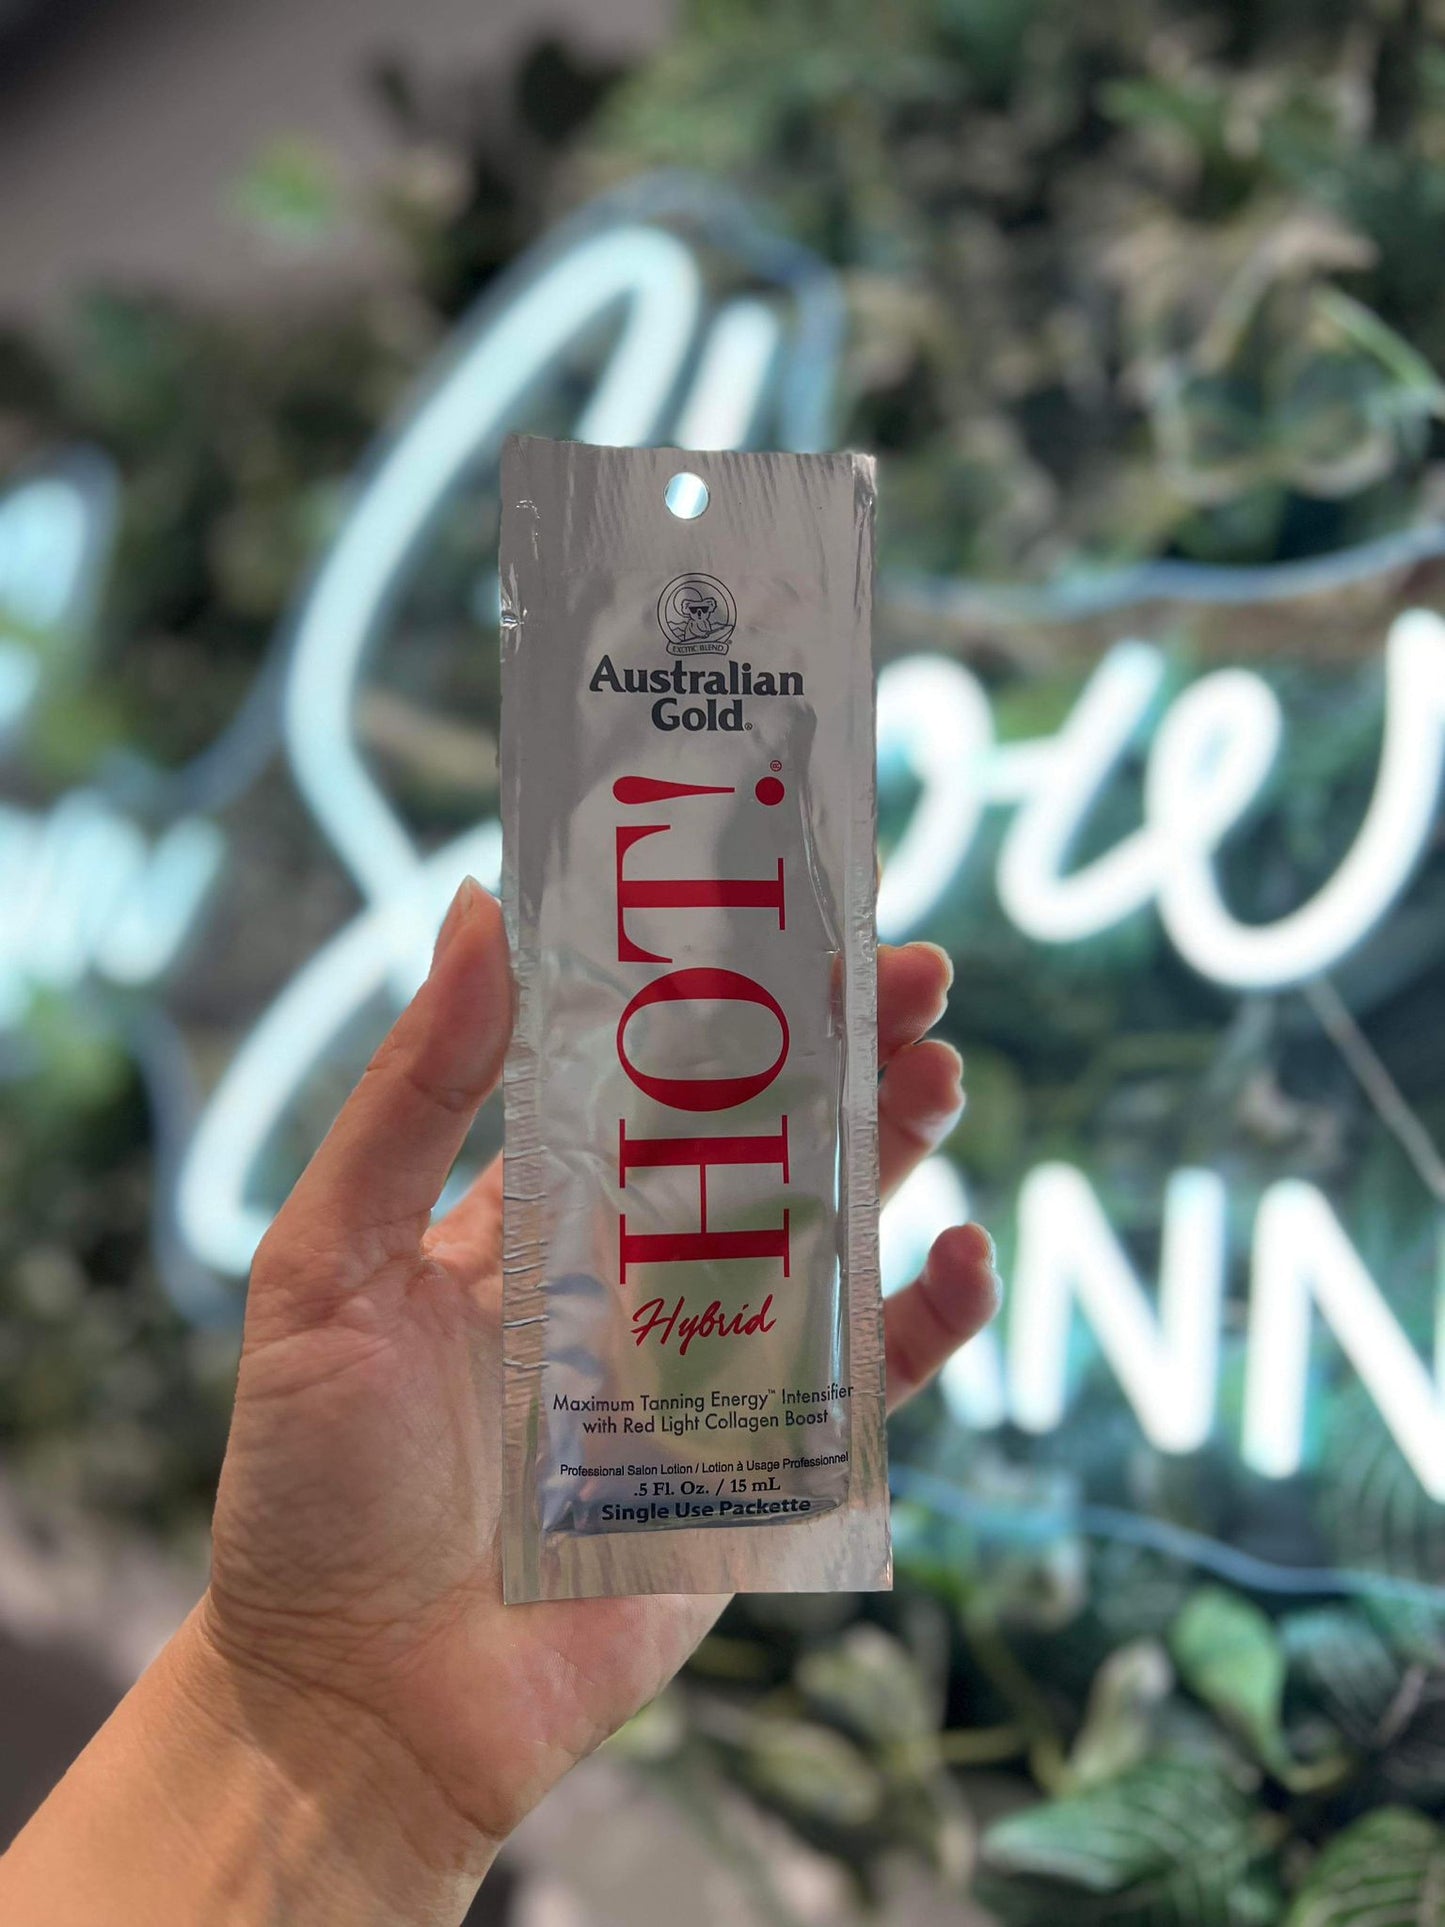 EXOTIC BLEND
Australian
Gold®
HOT!®
Hybrid
Maximum Tanning Energy™ Intensifier
with Red Light Collagen Boost
Professional Salon Lotion / Lotion à Usage Professionnel
.5 Fl. Oz. / 15 mL
Single Use Packette